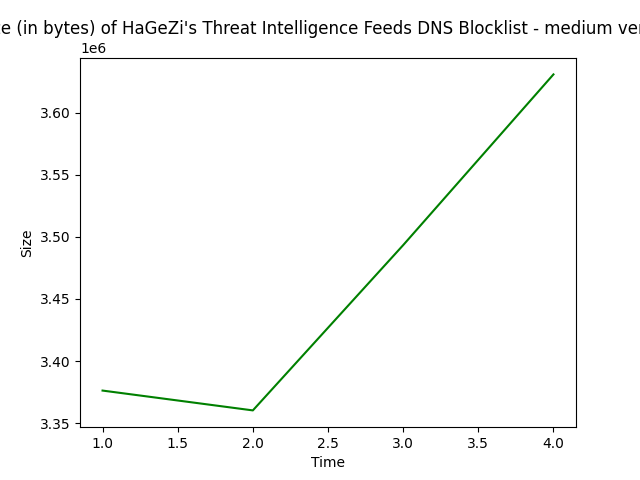 (in bytes) of HaGeZi's Threat Intelligence Feeds DNS Blocklist - medium
1e6
3.60
3.55
3.50
3.45
3.40
3.35
Size
1.0 1.5 2.0 2.5 3.0 3.5 4.0
Time